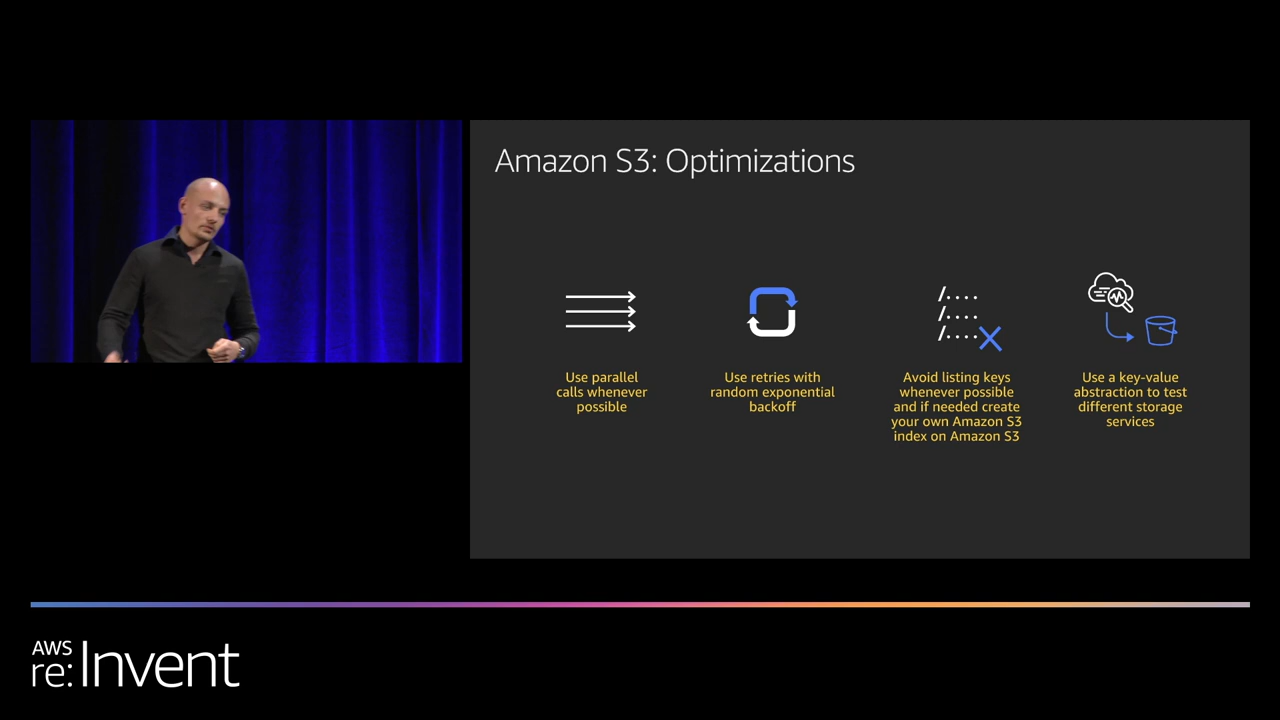 Amazon S3: Optimizations
Use parallel
calls whenever
possible
Use retries with
random exponential
backoff
/....
/....
/....
Avoid listing keys
whenever possible
and if needed create
your own Amazon S3
index on Amazon S3
Use a key-value
abstraction to test
different storage
services
AWS
re:Invent